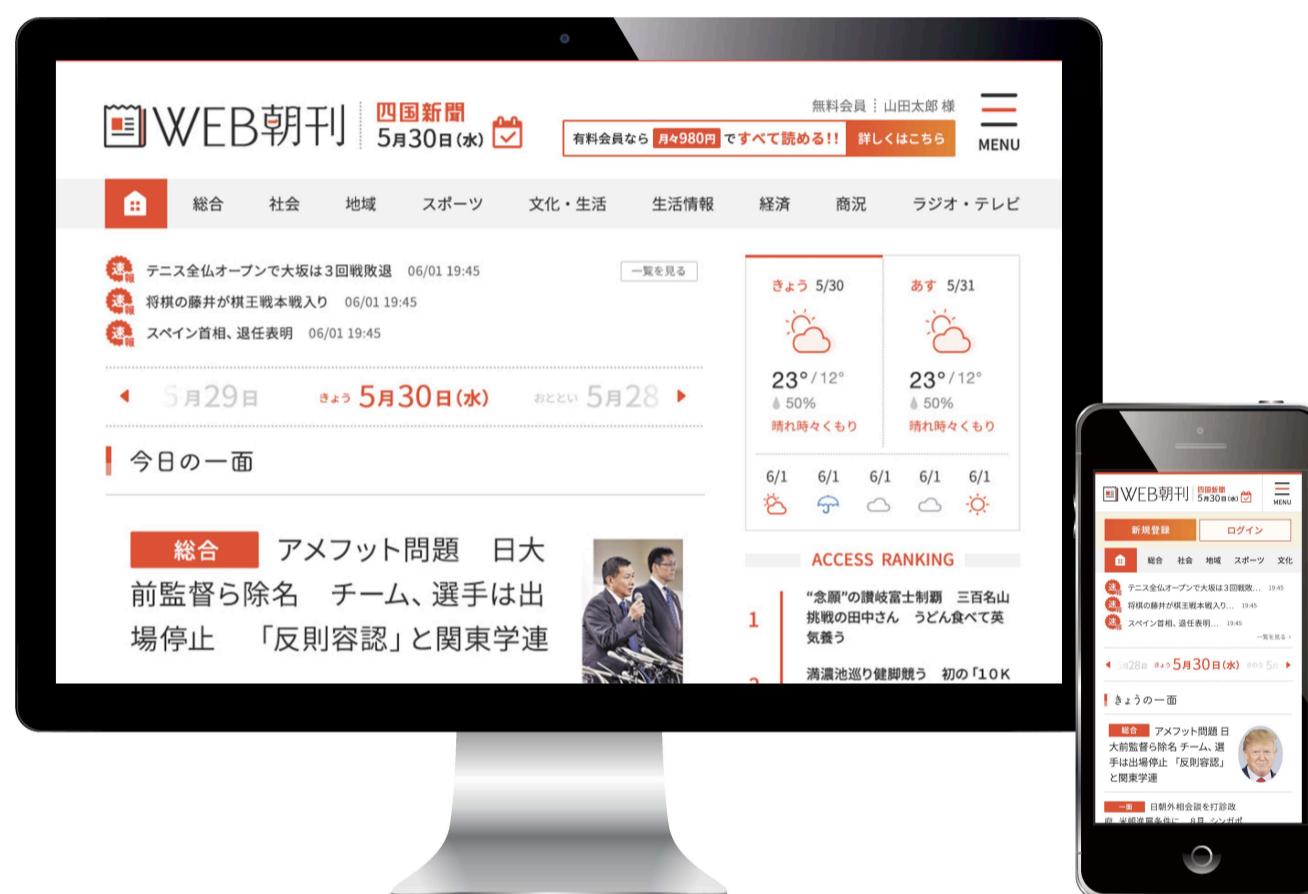 WEB朝刊
四国新聞
5月30日(水)
無料会員 山田太郎 様
有料会員なら 月々980円 ですべて読める!! 詳しくはこちら
MENU
総合 社会 地域 スポーツ 文化・生活 生活情報 経済 商況 ラジオ・テレビ
速報 テニス全仏オープンで大坂は3回戦敗退 06/01 19:45 一覧を見る
速報 将棋の藤井が棋王戦本戦入り 06/01 19:45
速報 スペイン首相、退任表明 06/01 19:45
5月29日 きょう 5月30日(水) おととい 5月28
今日の一面
総合 アメフット問題 日大
前監督ら除名 チーム、選手は出
場停止 「反則容認」と関東学連
きょう 5/30 あす 5/31
23°/12° 23°/12°
50% 50%
晴れ時々くもり 晴れ時々くもり
6/1 6/1 6/1 6/1 6/1
ACCESS RANKING
1
“念願”の讃岐富士制覇 三百名山
挑戦の田中さん うどん食べて英
気養う
満濃池巡り健脚競う 初の「10K
WEB朝刊
四国新聞
5月30日(水)
MENU
新規登録 ログイン
総合 社会 地域 スポーツ 文化
速報 テニス全仏オープンで大坂は3回戦敗... 19:45
速報 将棋の藤井が棋王戦本戦入り... 19:45
速報 スペイン首相、退任表明... 19:45
一覧を見る >
5月28日 きょう 5月30日(水) 5
きょうの一面
総合 アメフット問題 日
大前監督ら除名 チーム、選
手は出場停止 「反則容認」
と関東学連
一面 日朝外相会談を打診政